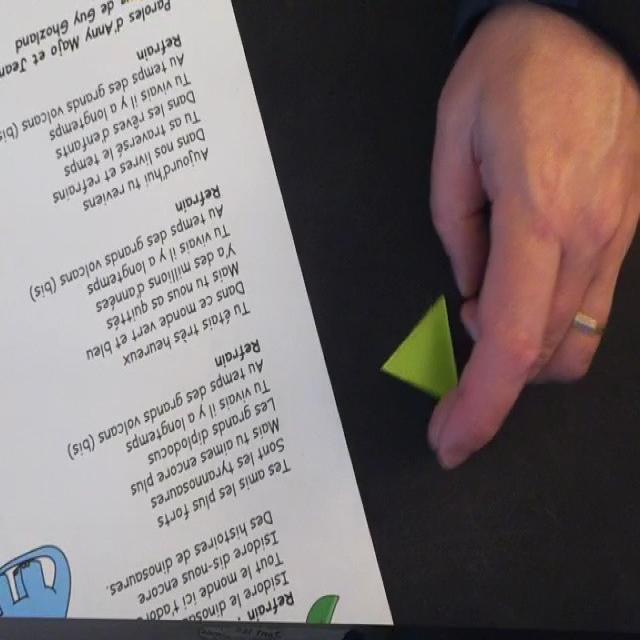 Refrain
Isidore le dinosau
Tout le monde ici t'ador
Isidore dis-nous encore
Des histoires de dinosaures.
Tes amis les plus forts
Sont les tyrannosaures
Mais tu aimes encore plus
Les grands diplodocus
Tu vivais il y a longtemps
Au temps des grands volcans (bis)
Refrain
Tu étais très heureux
Dans ce monde vert et bleu
Mais tu nous as quittés
Y'a des millions d'années
Tu vivais il y a longtemps
Au temps des grands volcans (bis)
Refrain
Aujourd'hui tu reviens
Dans nos livres et refrains
Tu as traversé le temps
Dans les rêves d'enfants
Tu vivais il y a longtemps
Au temps des grands volcans (bis)
Refrain
Paroles d'Anny Majo et Jean
de Guy Ghozland